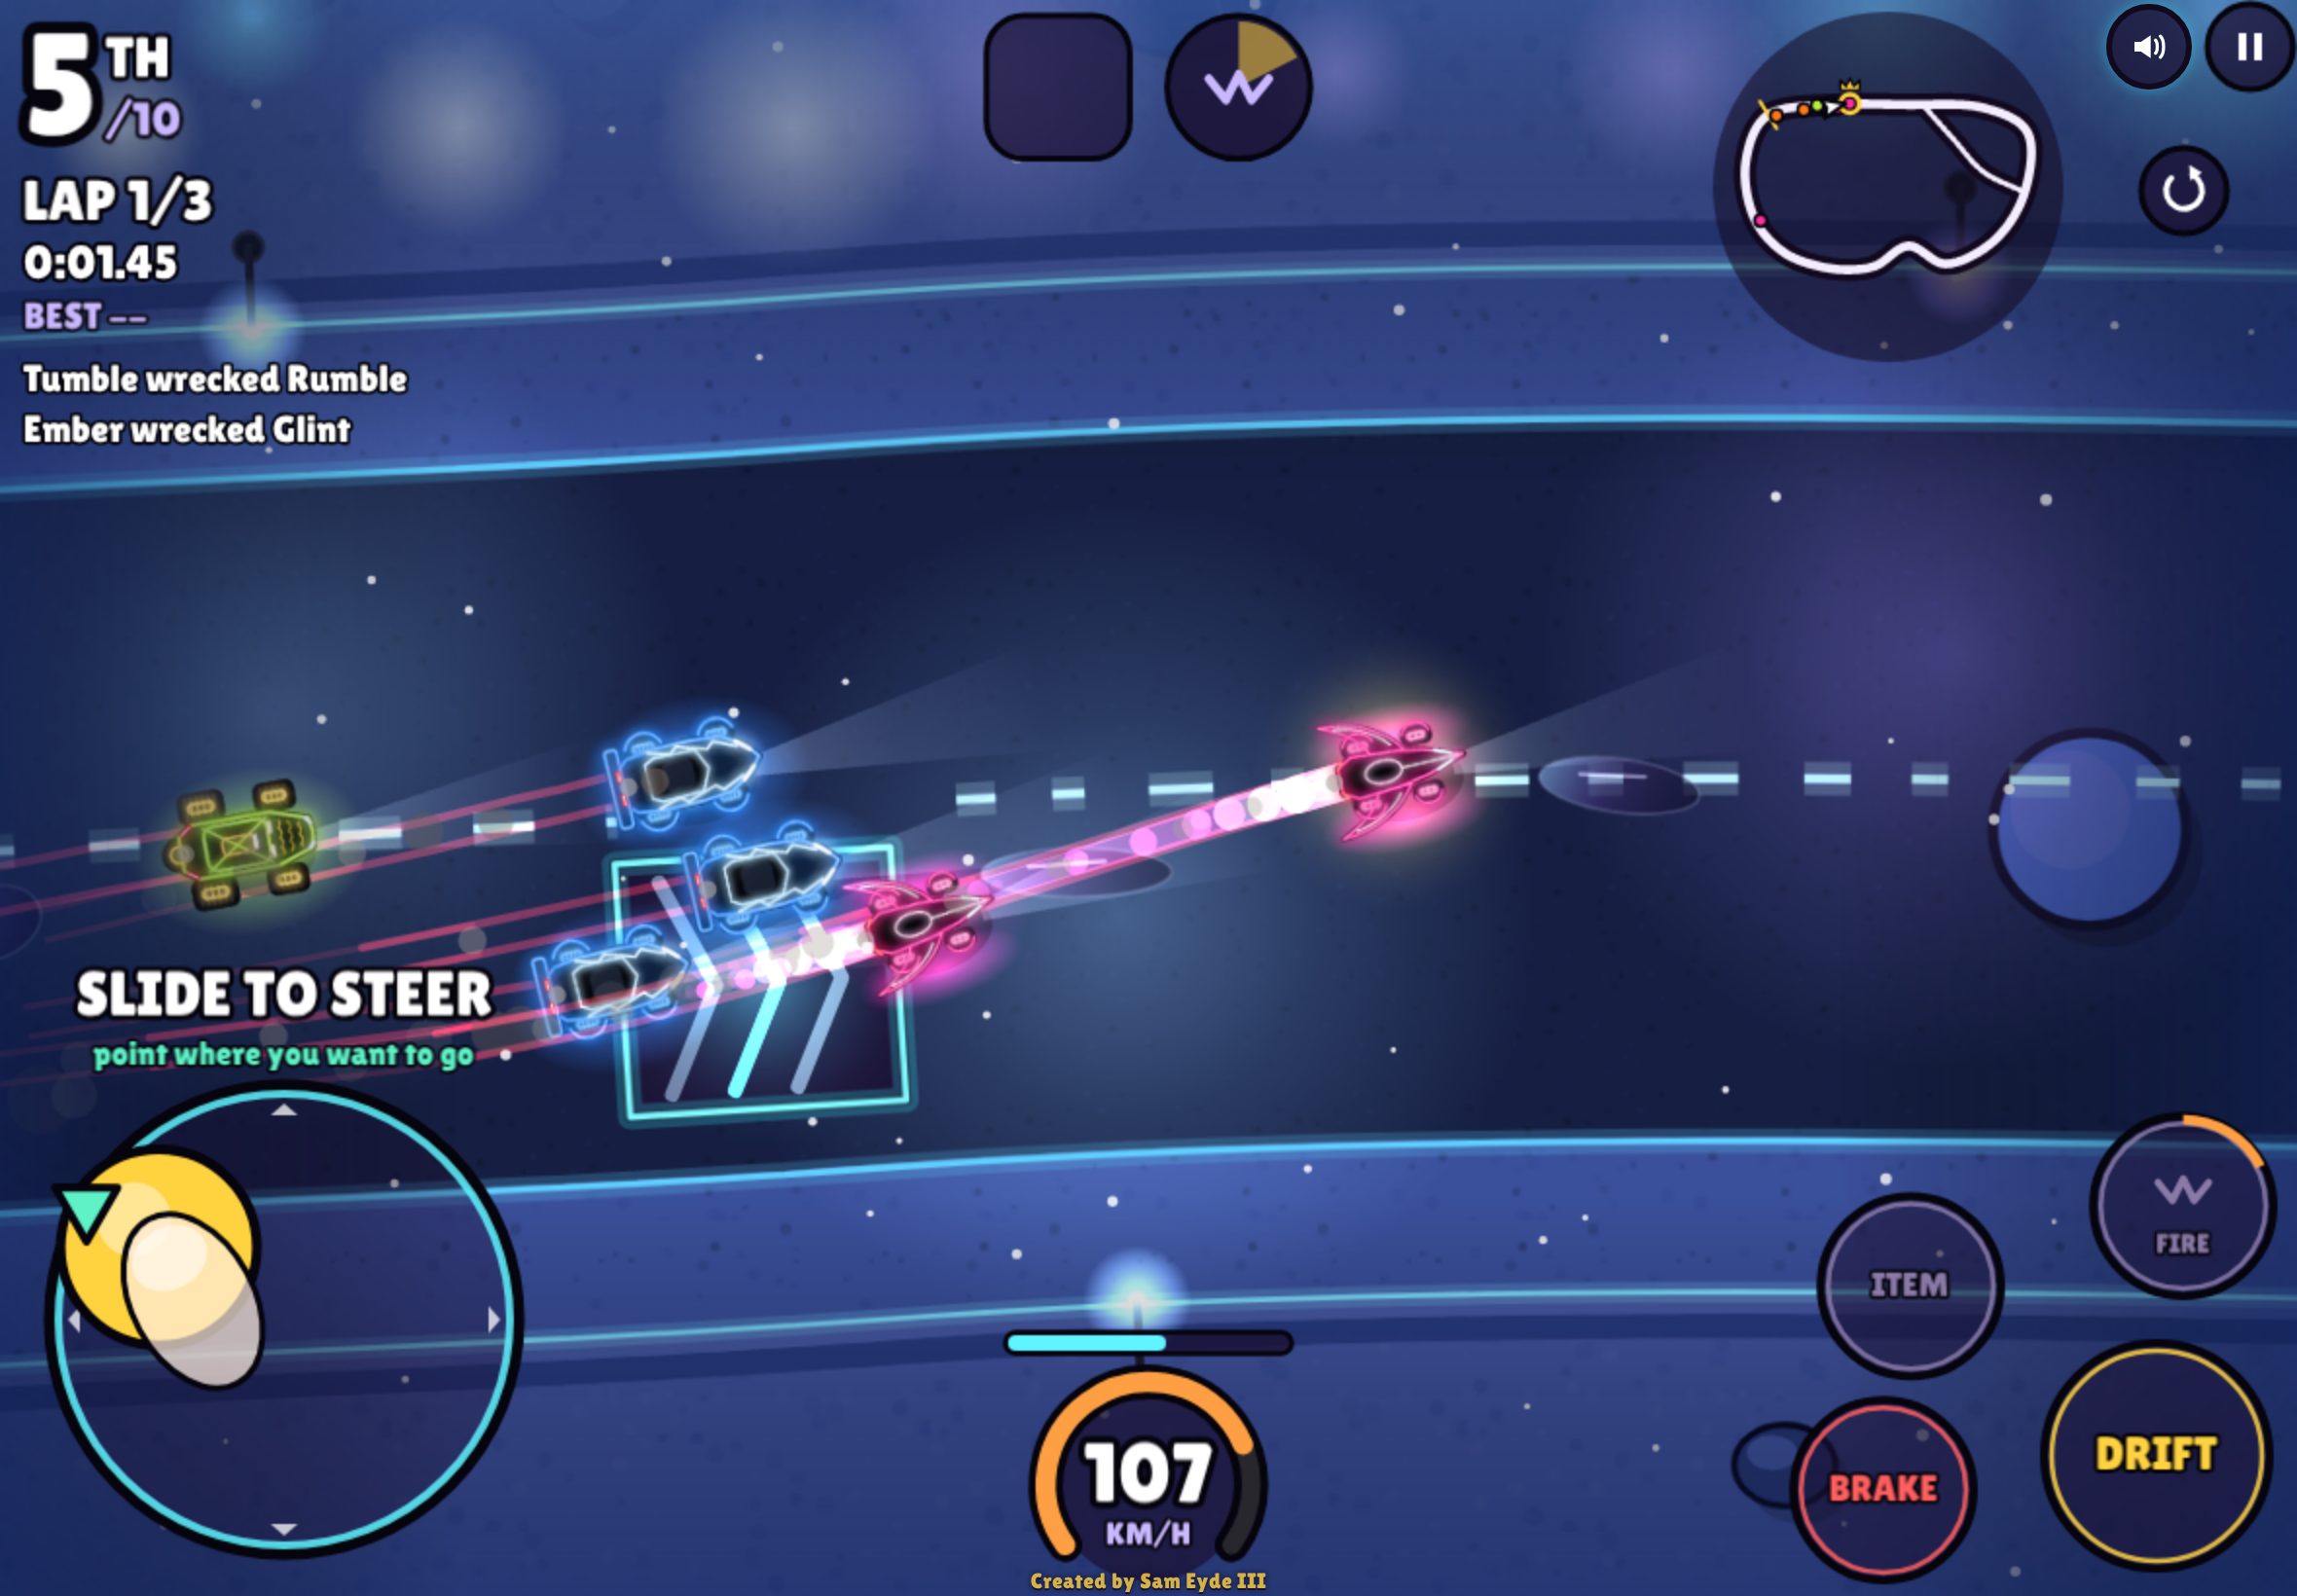 5TH
/10
LAP 1/3
0:01.45
BEST --
Tumble wrecked Rumble
Ember wrecked Glint
SLIDE TO STEER
point where you want to go
FIRE
ITEM
BRAKE
DRIFT
107
KM/H
Created by Sam Eyde III